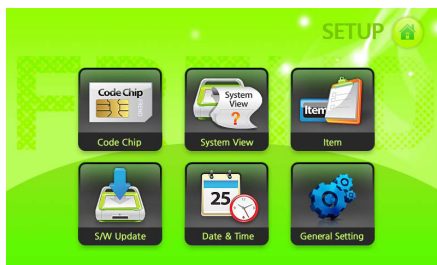 SETUP
Code Chip
Code Chip
System
View
?
System View
Item
Item
S/W Update
25
Date & Time
General Setting